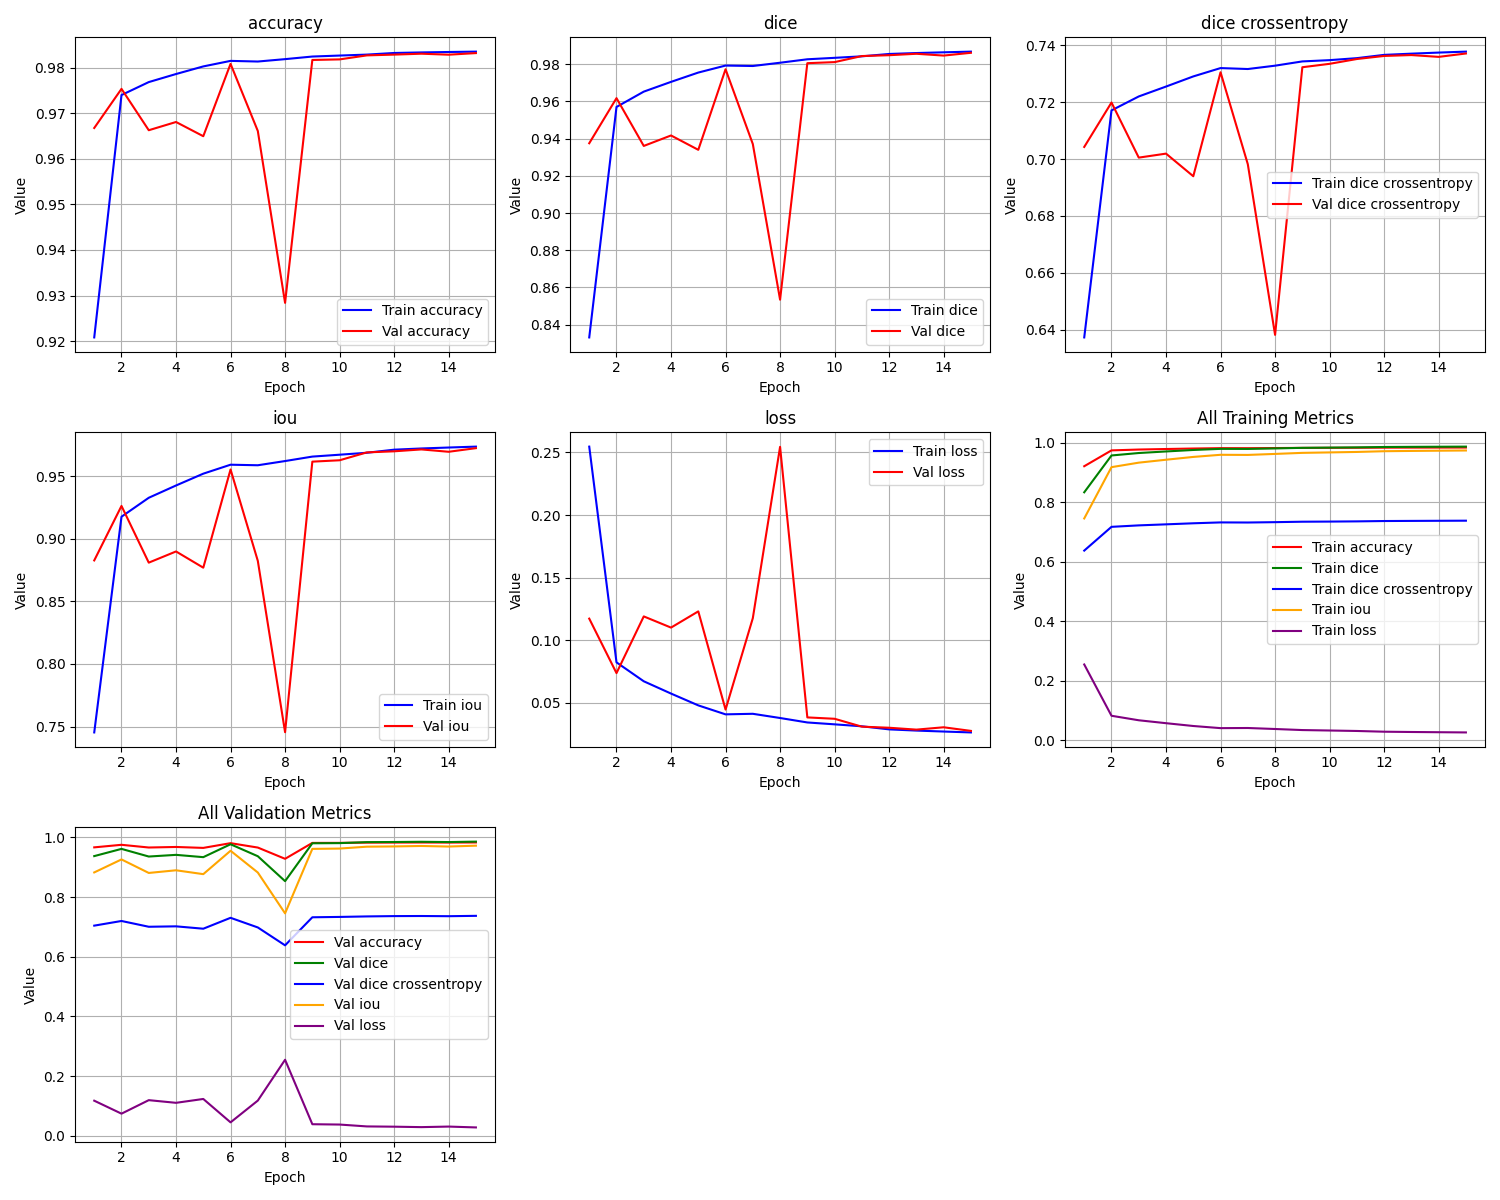 accuracy
Value
0.98
0.97
0.96
0.95
0.94
0.93
0.92
2 4 6 8 10 12 14
Epoch
Train accuracy
Val accuracy
dice
Value
0.98
0.96
0.94
0.92
0.90
0.88
0.86
0.84
2 4 6 8 10 12 14
Epoch
Train dice
Val dice
dice crossentropy
Value
0.74
0.72
0.70
0.68
0.66
0.64
2 4 6 8 10 12 14
Epoch
Train dice crossentropy
Val dice crossentropy
iou
Value
0.95
0.90
0.85
0.80
0.75
2 4 6 8 10 12 14
Epoch
Train iou
Val iou
loss
Value
0.25
0.20
0.15
0.10
0.05
2 4 6 8 10 12 14
Epoch
Train loss
Val loss
All Training Metrics
Value
1.0
0.8
0.6
0.4
0.2
0.0
2 4 6 8 10 12 14
Epoch
Train accuracy
Train dice
Train dice crossentropy
Train iou
Train loss
All Validation Metrics
Value
1.0
0.8
0.6
0.4
0.2
0.0
2 4 6 8 10 12 14
Epoch
Val accuracy
Val dice
Val dice crossentropy
Val iou
Val loss